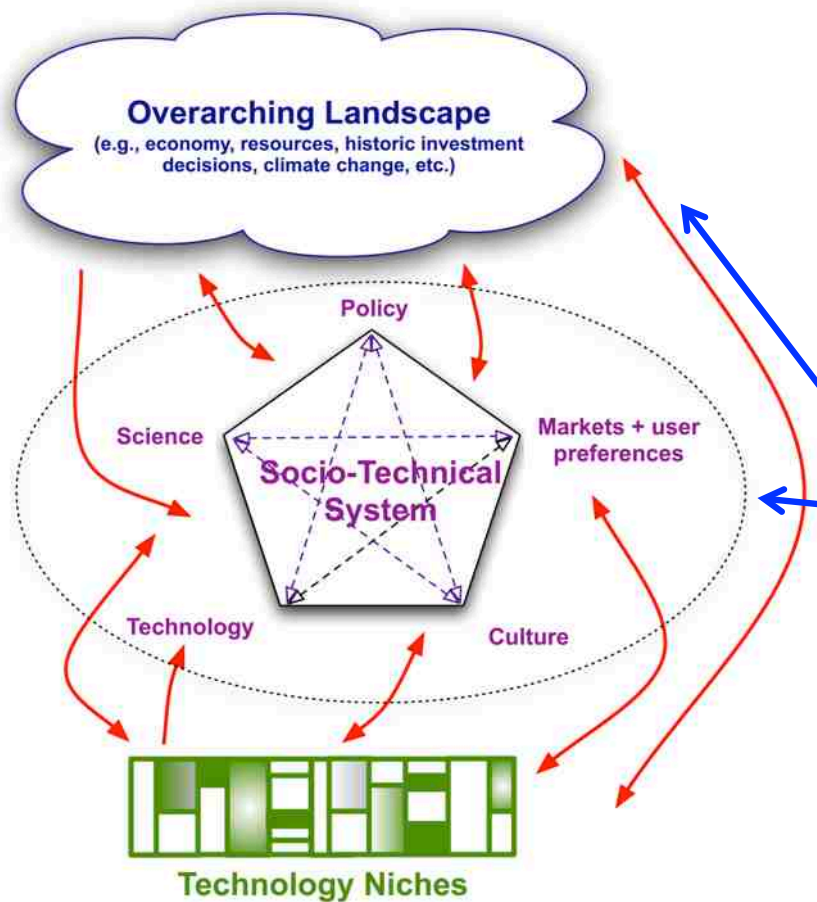 Overarching Landscape
(e.g., economy, resources, historic investment
decisions, climate change, etc.)
Policy
Science
Markets + user
preferences
Socio-Technical
System
Technology
Culture
Technology Niches